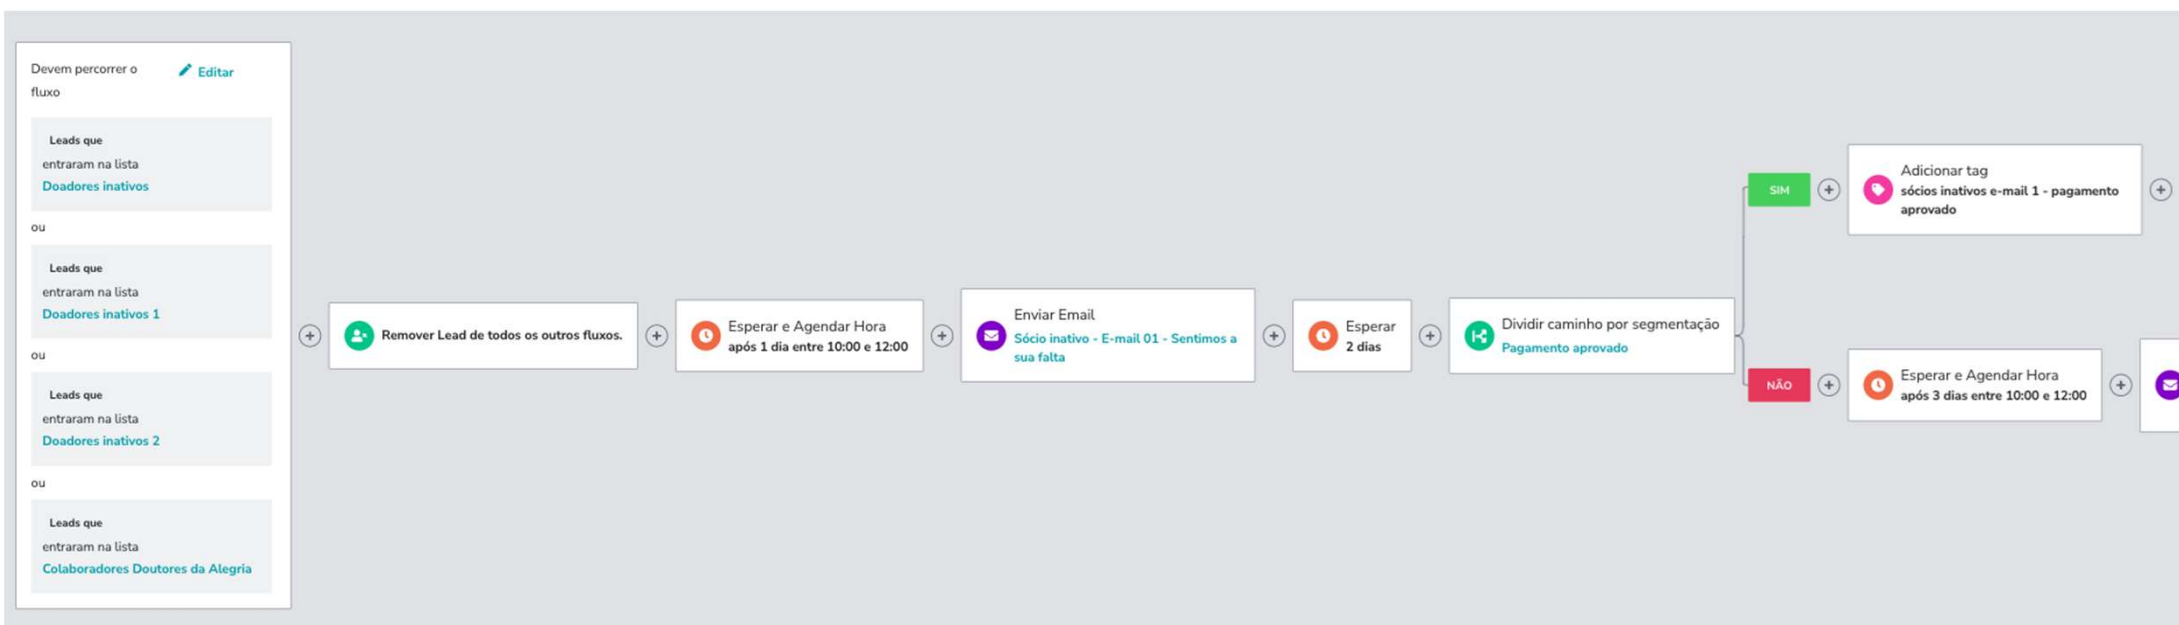 Devem percorrer o
fluxo
Editar
Leads que
entraram na lista
Doadores inativos
ou
Leads que
entraram na lista
Doadores inativos 1
ou
Leads que
entraram na lista
Doadores inativos 2
ou
Leads que
entraram na lista
Colaboradores Doutores da Alegria
Remover Lead de todos os outros fluxos.
Esperar e Agendar Hora
após 1 dia entre 10:00 e 12:00
Enviar Email
Sócio inativo - E-mail 01 - Sentimos a
sua falta
Esperar
2 dias
Dividir caminho por segmentação
Pagamento aprovado
SIM
Adicionar tag
sócios inativos e-mail 1 - pagamento
aprovado
NÃO
Esperar e Agendar Hora
após 3 dias entre 10:00 e 12:00